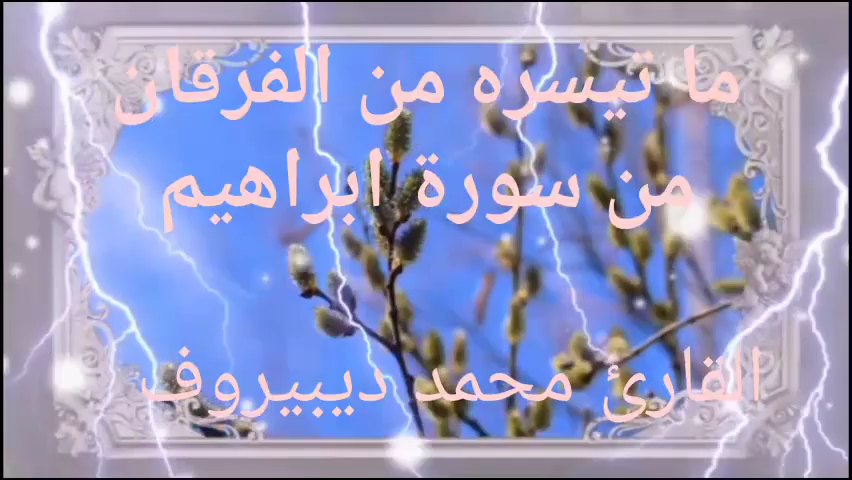 ما تيسره من الفرقان
من سورة ابراهيم
القارئ محمد ديبيروف